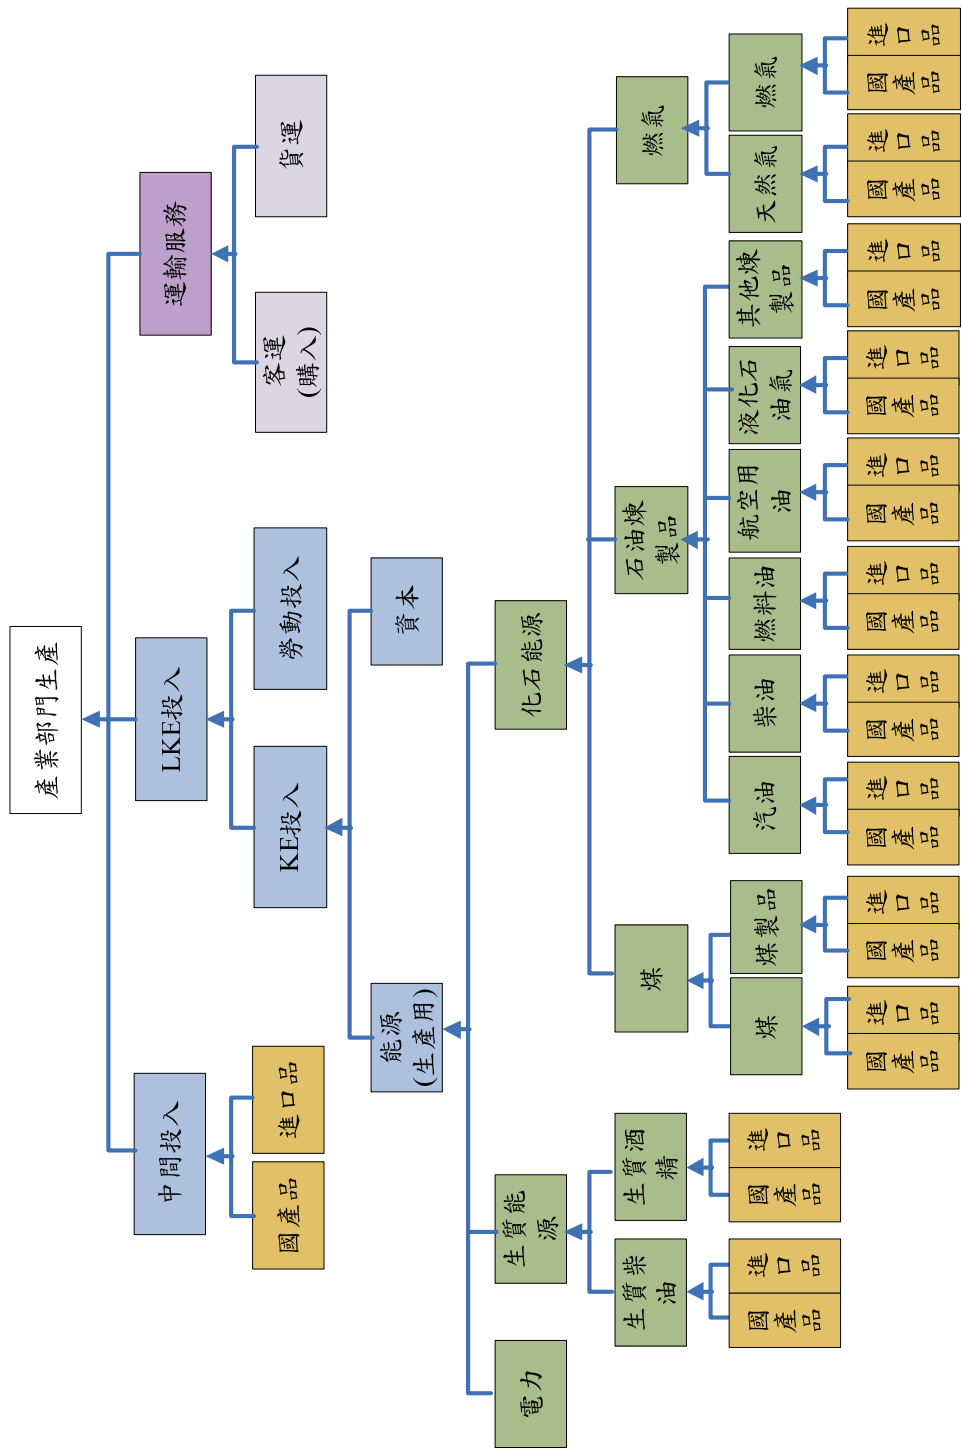 產業部門生產
中間投入
LKE投入
運輸服務
國產品
進口品
KE投入
勞動投入
客運
(購入)
貨運
能源
(生產用)
資本
電力
生質能
源
化石能源
生質柴
油
生質酒
精
煤
石油煉
製品
燃氣
國產品
進口品
國產品
進口品
煤
煤製品
汽油
柴油
燃料油
航空用
油
液化石
油氣
其他煉
製品
天然氣
燃氣
國產品
進口品
國產品
進口品
國產品
進口品
國產品
進口品
國產品
進口品
國產品
進口品
國產品
進口品
國產品
進口品
國產品
進口品
國產品
進口品